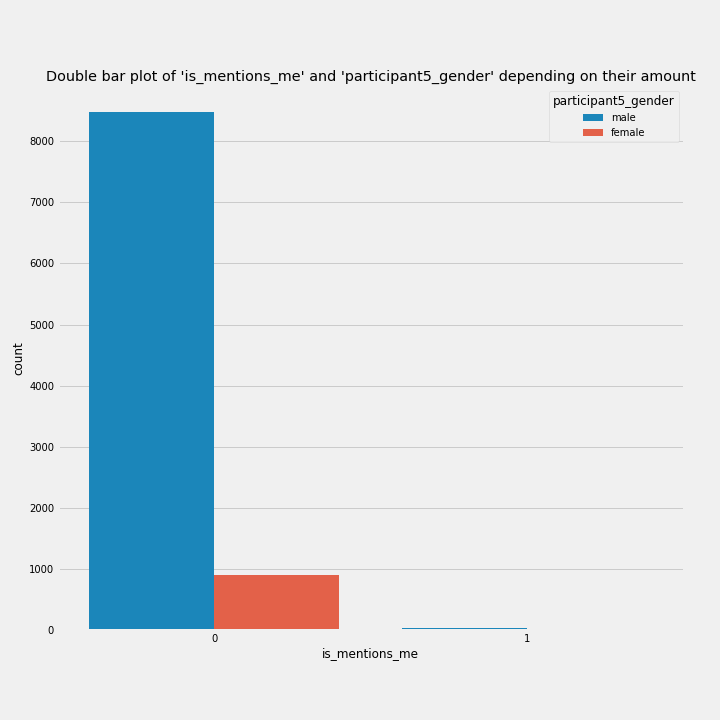 Double bar plot of 'is_mentions_me' and 'participant5_gender' depending on their amount
participant5_gender
male
female
8000
7000
6000
5000
4000
3000
2000
1000
0
count
0 1
is_mentions_me